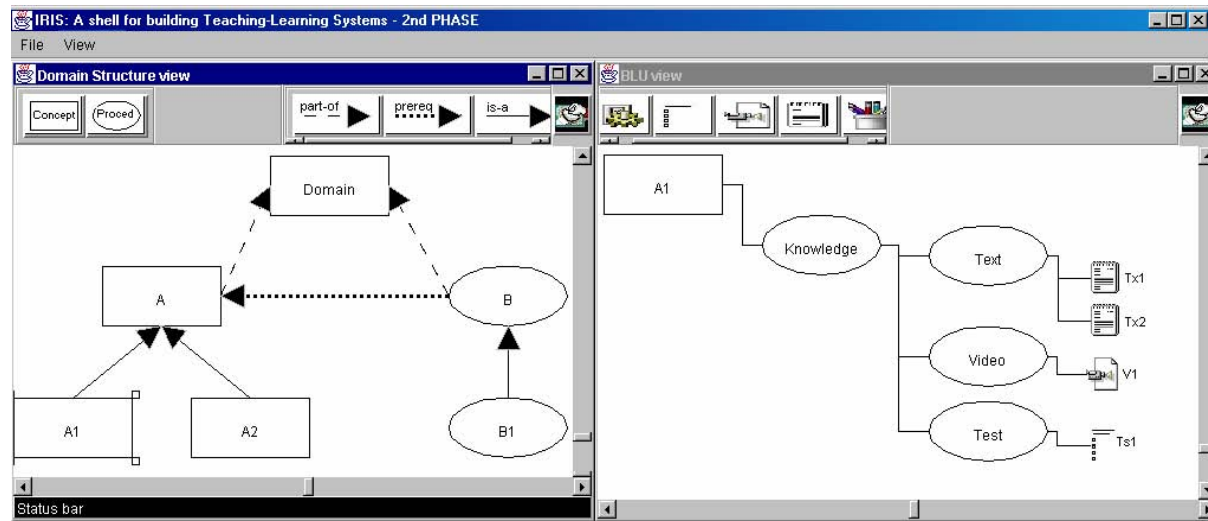 IRIS: A shell for building Teaching-Learning Systems - 2nd PHASE
File View
Domain Structure view
Concept
Proced
part-of
prereq
is-a
Domain
A
B
A1
A2
B1
Status bar
BLU view
A1
Knowledge
Text
Tx1
Tx2
Video
V1
Test
Ts1